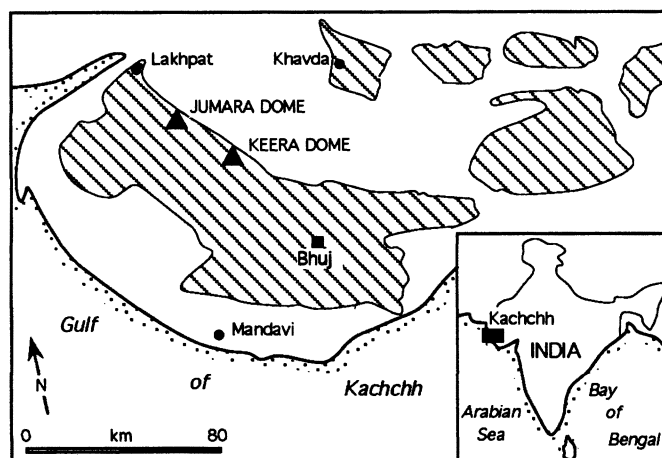 Lakhpat
Khavda
JUMARA DOME
KEERA DOME
Bhuj
Mandavi
Gulf
of
Kachchh
N
0 km 80
Kachchh
INDIA
Arabian
Sea
Bay
of
Bengal